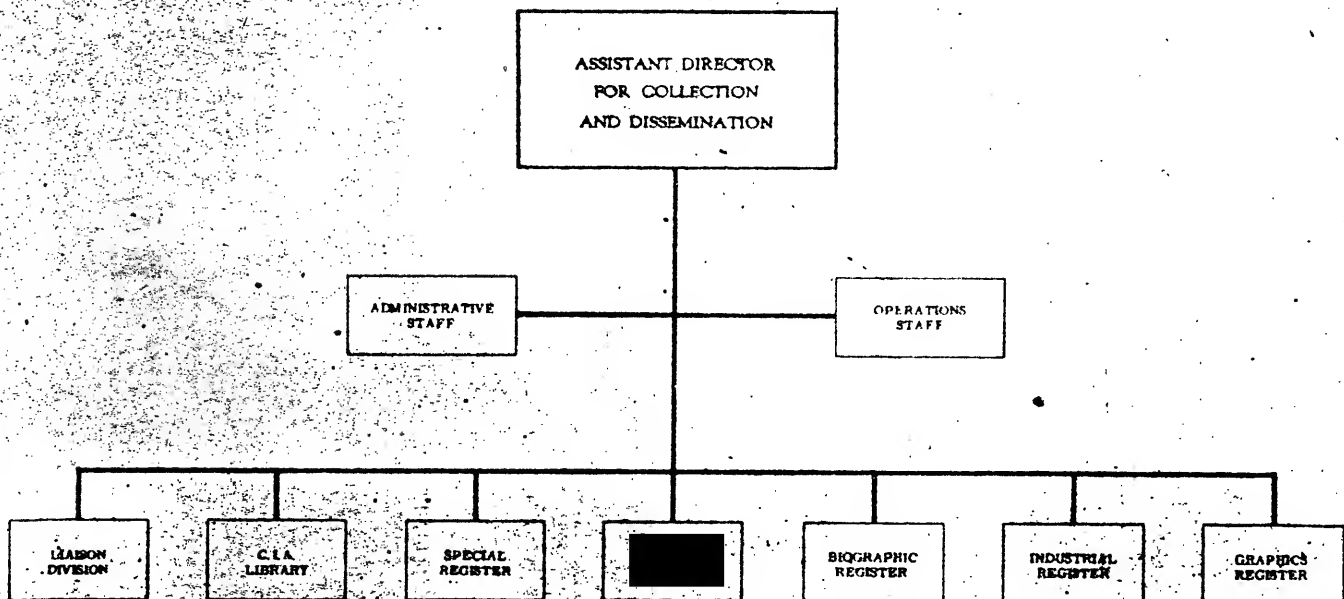 ASSISTANT DIRECTOR
FOR COLLECTION
AND DISSEMINATION
ADMINISTRATIVE
STAFF
OPERATIONS
STAFF
LIAISON
DIVISION
C.I.A.
LIBRARY
SPECIAL
REGISTER
BIOGRAPHIC
REGISTER
INDUSTRIAL
REGISTER
GRAPHICS
REGISTER